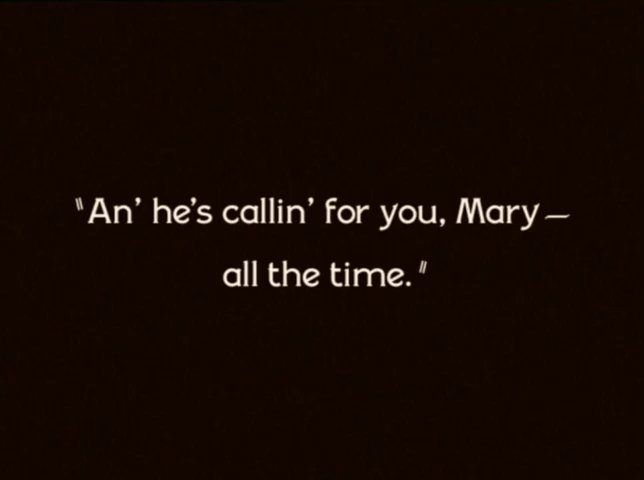 "An' he's callin' for you, Mary—
all the time."